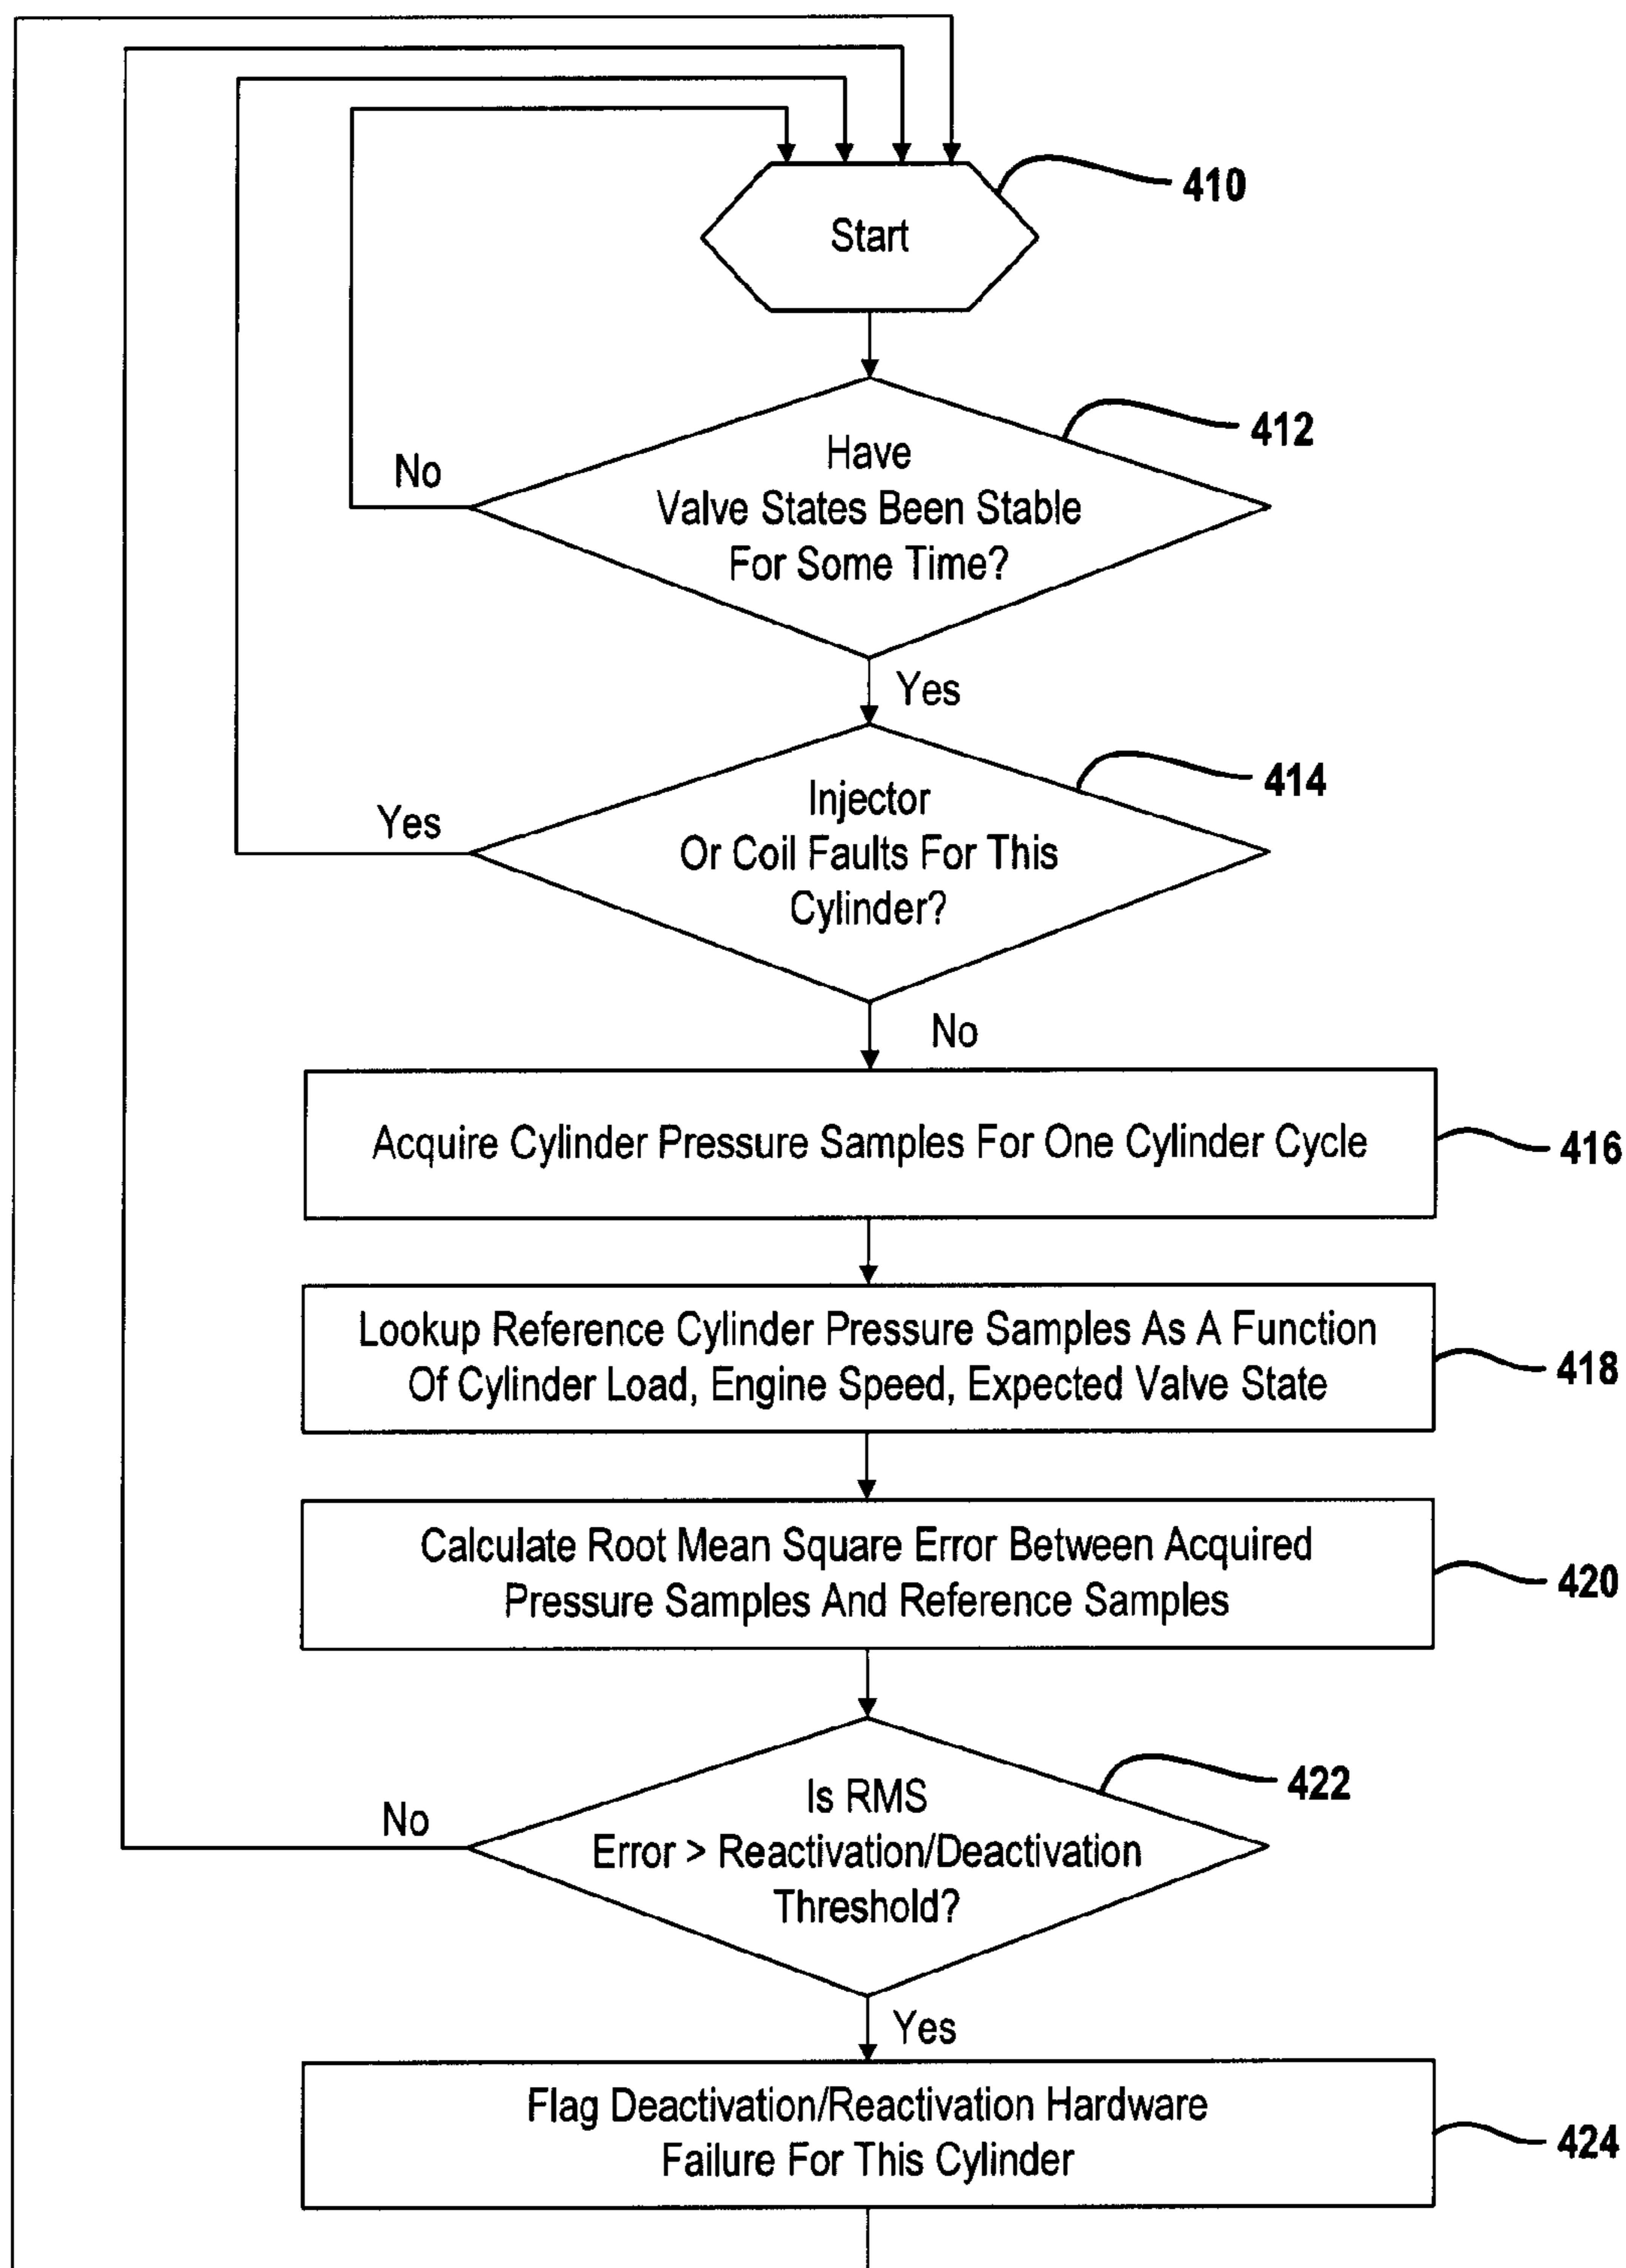 Start
410
Have
Valve States Been Stable
For Some Time?
412
No
Yes
Injector
Or Coil Faults For This
Cylinder?
414
Yes
No
Acquire Cylinder Pressure Samples For One Cylinder Cycle
416
Lookup Reference Cylinder Pressure Samples As A Function
Of Cylinder Load, Engine Speed, Expected Valve State
418
Calculate Root Mean Square Error Between Acquired
Pressure Samples And Reference Samples
420
Is RMS
Error > Reactivation/Deactivation
Threshold?
422
No
Yes
Flag Deactivation/Reactivation Hardware
Failure For This Cylinder
424